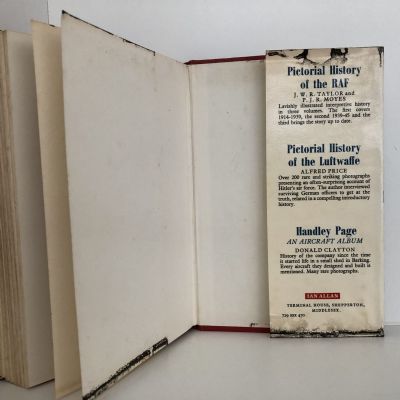 Pictorial History
of the RAF
J. W. R. TAYLOR and
P. J. R. MOYES
Lavishly illustrated interpretive history
in three volumes. The first covers
1914-1939, the second 1939-45 and the
third brings the story up to date.
Pictorial History
of the Luftwaffe
ALFRED PRICE
Over 200 rare and striking photographs
presenting an often-surprising account of
Hitler's air force. The author interviewed
surviving German officers to get at the
truth, related in a compelling introductory
history.
Handley Page
AN AIRCRAFT ALBUM
DONALD CLAYTON
History of the company since the time
it started life in a small shed in Barking.
Every aircraft they designed and built is
mentioned. Many rare photographs.
IAN ALLAN
TERMINAL HOUSE, SHEPPERTON,
MIDDLESEX.